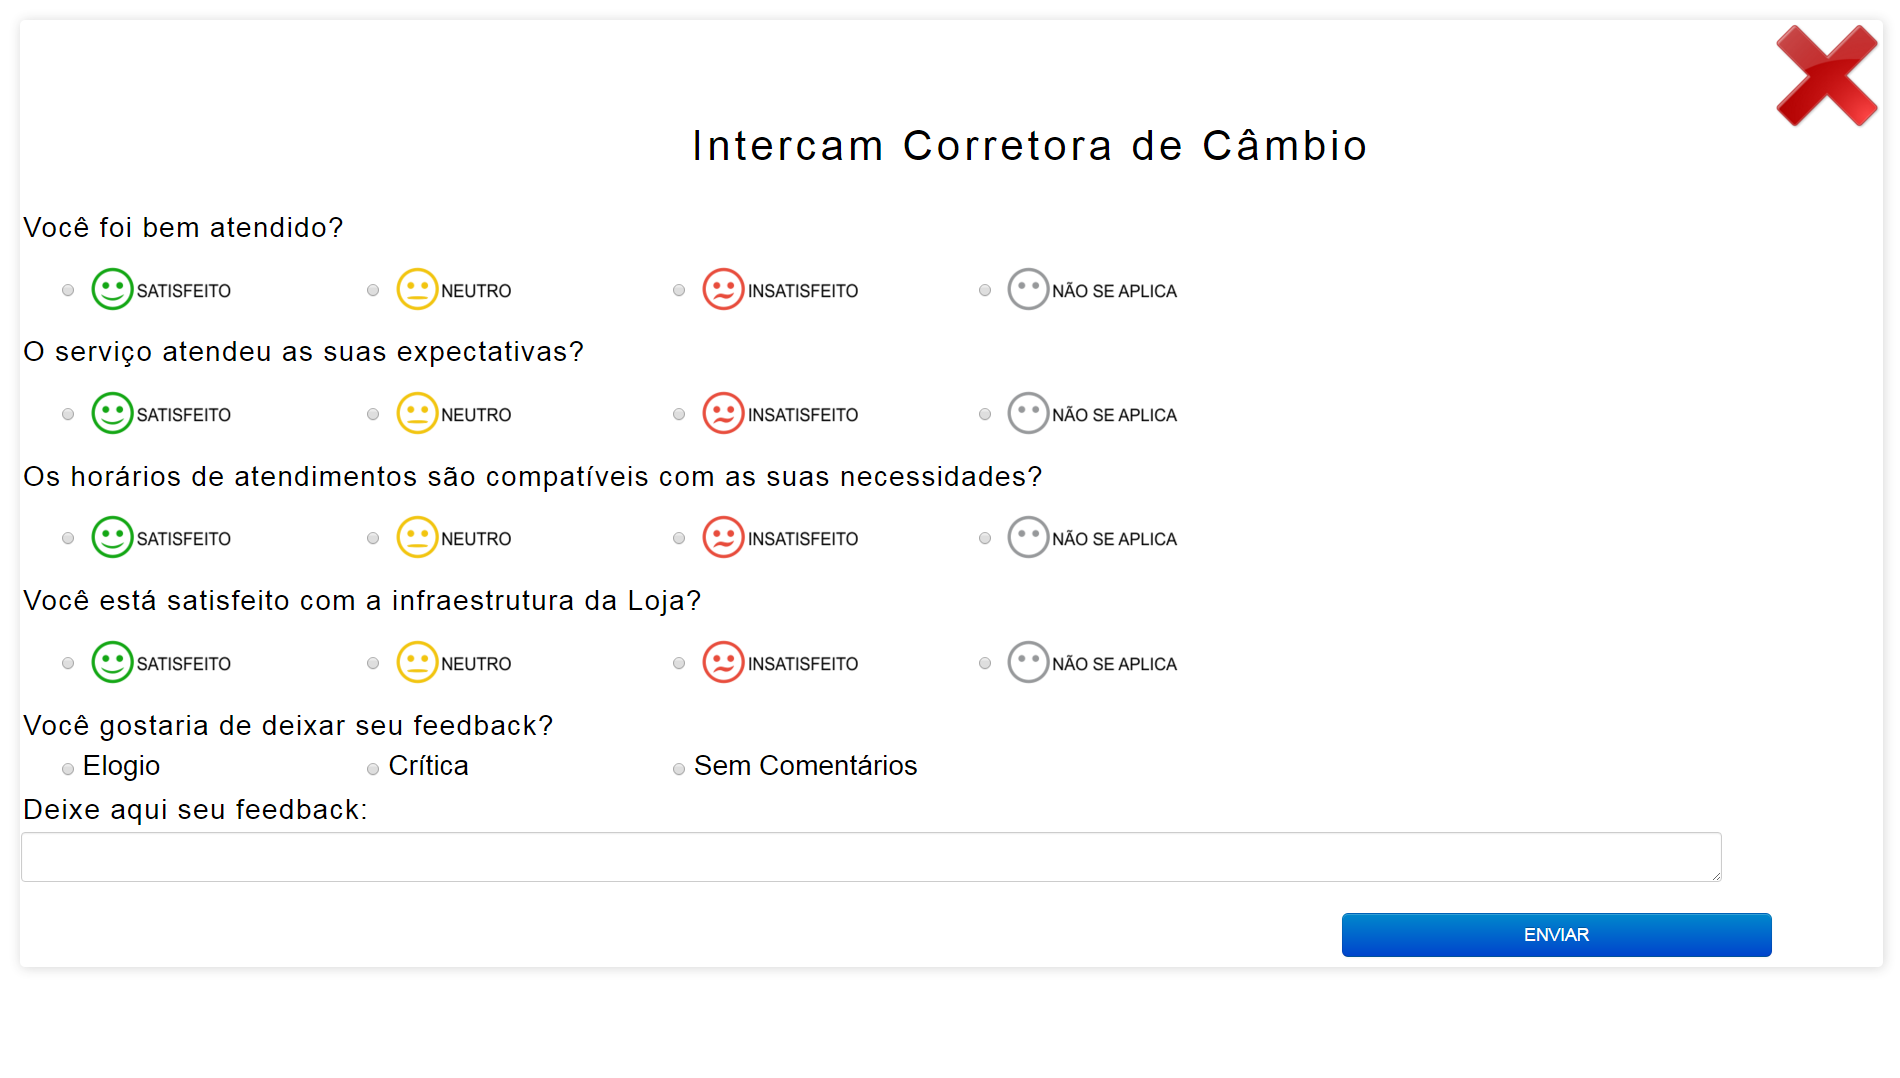 Intercam Corretora de Câmbio
Você foi bem atendido?
SATISFEITO NEUTRO INSATISFEITO NÃO SE APLICA
O serviço atendeu as suas expectativas?
SATISFEITO NEUTRO INSATISFEITO NÃO SE APLICA
Os horários de atendimentos são compatíveis com as suas necessidades?
SATISFEITO NEUTRO INSATISFEITO NÃO SE APLICA
Você está satisfeito com a infraestrutura da Loja?
SATISFEITO NEUTRO INSATISFEITO NÃO SE APLICA
Você gostaria de deixar seu feedback?
Elogio Crítica Sem Comentários
Deixe aqui seu feedback:
ENVIAR